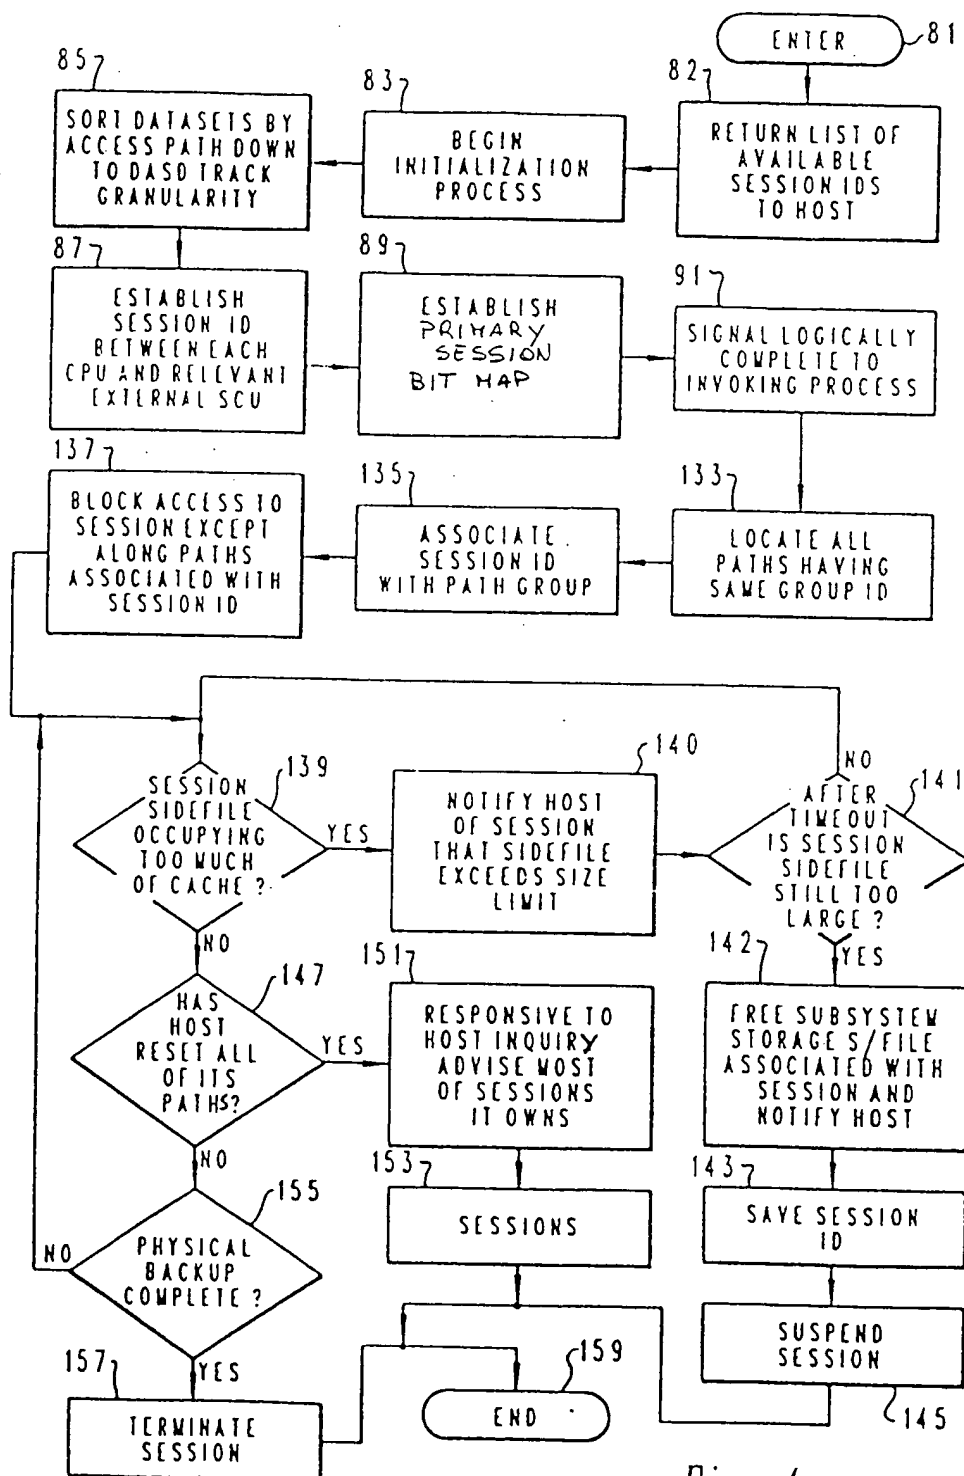 ENTER
81
82
RETURN LIST OF
AVAILABLE
SESSION IDS
TO HOST
83
BEGIN
INITIALIZATION
PROCESS
85
SORT DATASETS BY
ACCESS PATH DOWN
TO DASD TRACK
GRANULARITY
87
ESTABLISH
SESSION ID
BETWEEN EACH
CPU AND RELEVANT
EXTERNAL SCU
89
ESTABLISH
PRIMARY
SESSION
BIT MAP
91
SIGNAL LOGICALLY
COMPLETE TO
INVOKING PROCESS
133
LOCATE ALL
PATHS HAVING
SAME GROUP ID
135
ASSOCIATE
SESSION ID
WITH PATH GROUP
137
BLOCK ACCESS TO
SESSION EXCEPT
ALONG PATHS
ASSOCIATED WITH
SESSION ID
139
SESSION
SIDEFILE
OCCUPYING
TOO MUCH
OF CACHE ?
YES
NO
140
NOTIFY HOST
OF SESSION
THAT SIDEFILE
EXCEEDS SIZE
LIMIT
141
NO
AFTER
TIMEOUT
IS SESSION
SIDEFILE
STILL TOO
LARGE ?
YES
142
FREE SUBSYSTEM
STORAGE S/FILE
ASSOCIATED WITH
SESSION AND
NOTIFY HOST
143
SAVE SESSION
ID
SUSPEND
SESSION
145
147
HAS
HOST
RESET ALL
OF ITS
PATHS?
YES
NO
151
RESPONSIVE TO
HOST INQUIRY
ADVISE MOST
OF SESSIONS
IT OWNS
153
SESSIONS
155
PHYSICAL
BACKUP
COMPLETE ?
NO
YES
157
TERMINATE
SESSION
159
END